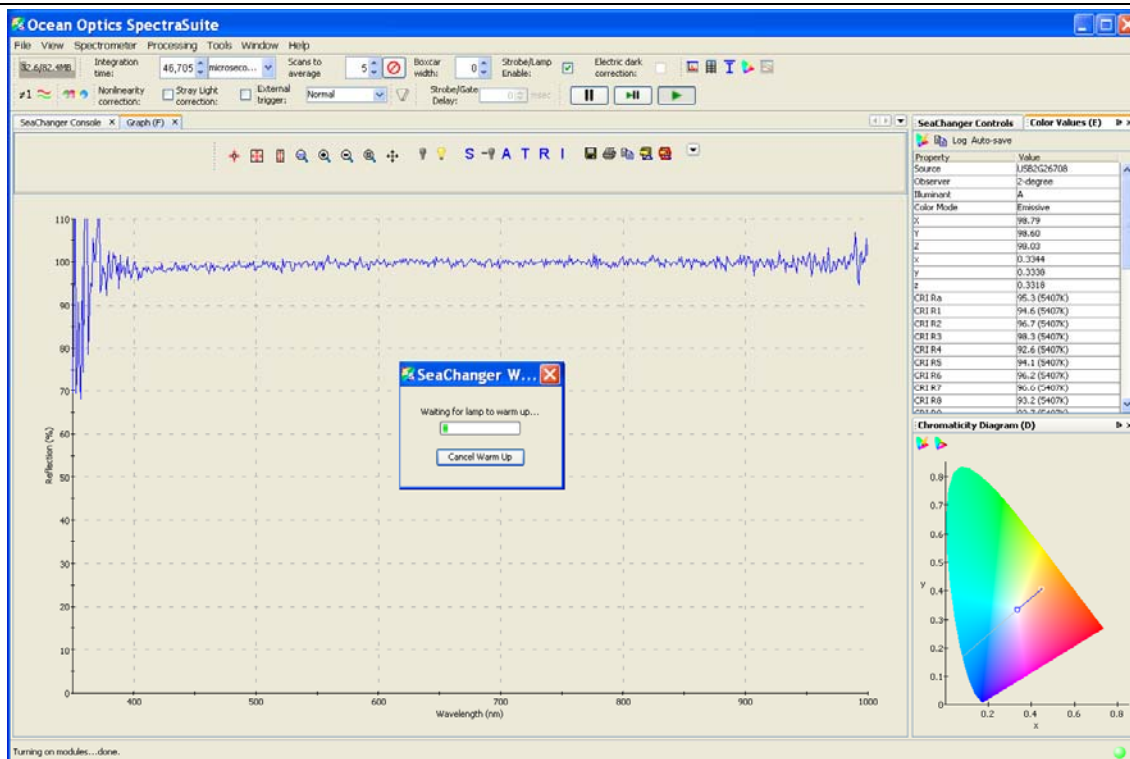 Ocean Optics SpectraSuite
File View Spectrometer Processing Tools Window Help
Integration time: 46,705 microseco... Scans to average 5 Boxcar width: 0 Strobe/Lamp Enable: Electric dark correction:
≠1 Nonlinearity correction: Stray Light correction: External trigger: Normal Strobe/Gate Delay: 0 msec
SeaChanger Console X Graph (F) X
S A T R I
110
100
90
80
70
60
50
40
30
20
10
0
Reflection (%)
400 500 600 700 800 900 1000
Wavelength (nm)
SeaChanger W...
Waiting for lamp to warm up...
Cancel Warm Up
SeaChanger Controls Color Values (E)
Log Auto-save
Property Value
Source USB2G26708
Observer 2-degree
Illuminant A
Color Mode Emissive
X 98.79
Y 98.60
Z 98.03
x 0.3344
y 0.3338
z 0.3318
CRI Ra 95.3 (5407K)
CRI R1 94.6 (5407K)
CRI R2 96.7 (5407K)
CRI R3 98.3 (5407K)
CRI R4 92.6 (5407K)
CRI R5 94.1 (5407K)
CRI R6 96.2 (5407K)
CRI R7 96.6 (5407K)
CRI R8 93.2 (5407K)
Chromaticity Diagram (D)
0.8
0.7
0.6
0.5
y 0.4
0.3
0.2
0.1
0
0.2 0.4 0.6 0.8
x
Turning on modules...done.